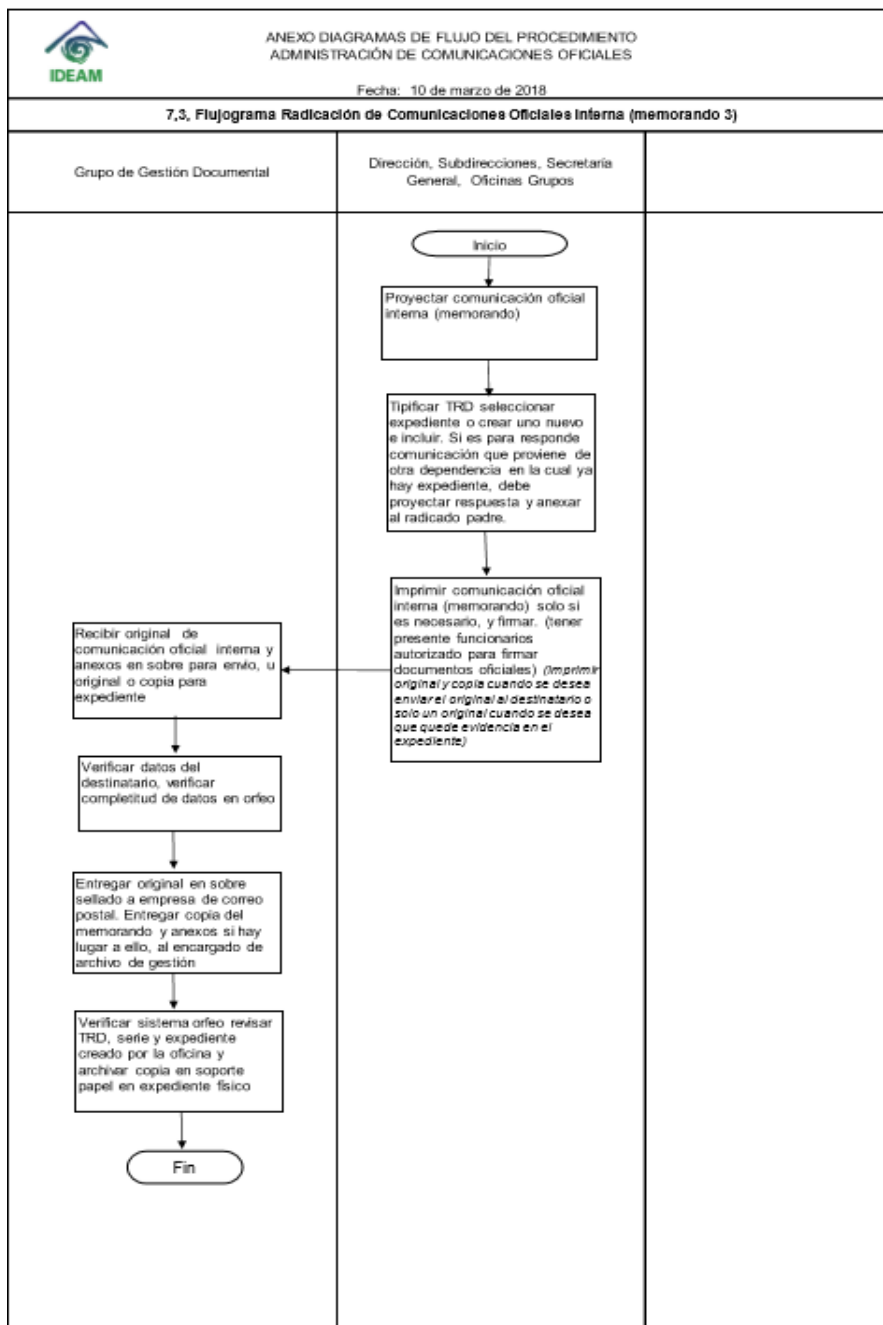 IDEAM
ANEXO DIAGRAMAS DE FLUJO DEL PROCEDIMIENTO
ADMINISTRACIÓN DE COMUNICACIONES OFICIALES
Fecha: 10 de marzo de 2018
7,3, Flujograma Radicación de Comunicaciones Oficiales Interna (memorando 3)
Grupo de Gestión Documental
Dirección, Subdirecciones, Secretaría
General, Oficinas Grupos
Inicio
Proyectar comunicación oficial
interna (memorando)
Tipificar TRD seleccionar
expediente o crear uno nuevo
e incluir. Si es para responde
comunicación que proviene de
otra dependencia en la cual ya
hay expediente, debe
proyectar respuesta y anexar
al radicado padre.
Imprimir comunicación oficial
interna (memorando) solo si
es necesario, y firmar. (tener
presente funcionarios
autorizado para firmar
documentos oficiales) (Imprimir
original y copia cuando se desea
enviar el original al destinatario o
solo un original cuando se desea
que quede evidencia en el
expediente)
Recibir original de
comunicación oficial interna y
anexos en sobre para envío, u
original o copia para
expediente
Verificar datos del
destinatario, verificar
completitud de datos en orfeo
Entregar original en sobre
sellado a empresa de correo
postal. Entregar copia del
memorando y anexos si hay
lugar a ello, al encargado de
archivo de gestión
Verificar sistema orfeo revisar
TRD, serie y expediente
creado por la oficina y
archivar copia en soporte
papel en expediente físico
Fin